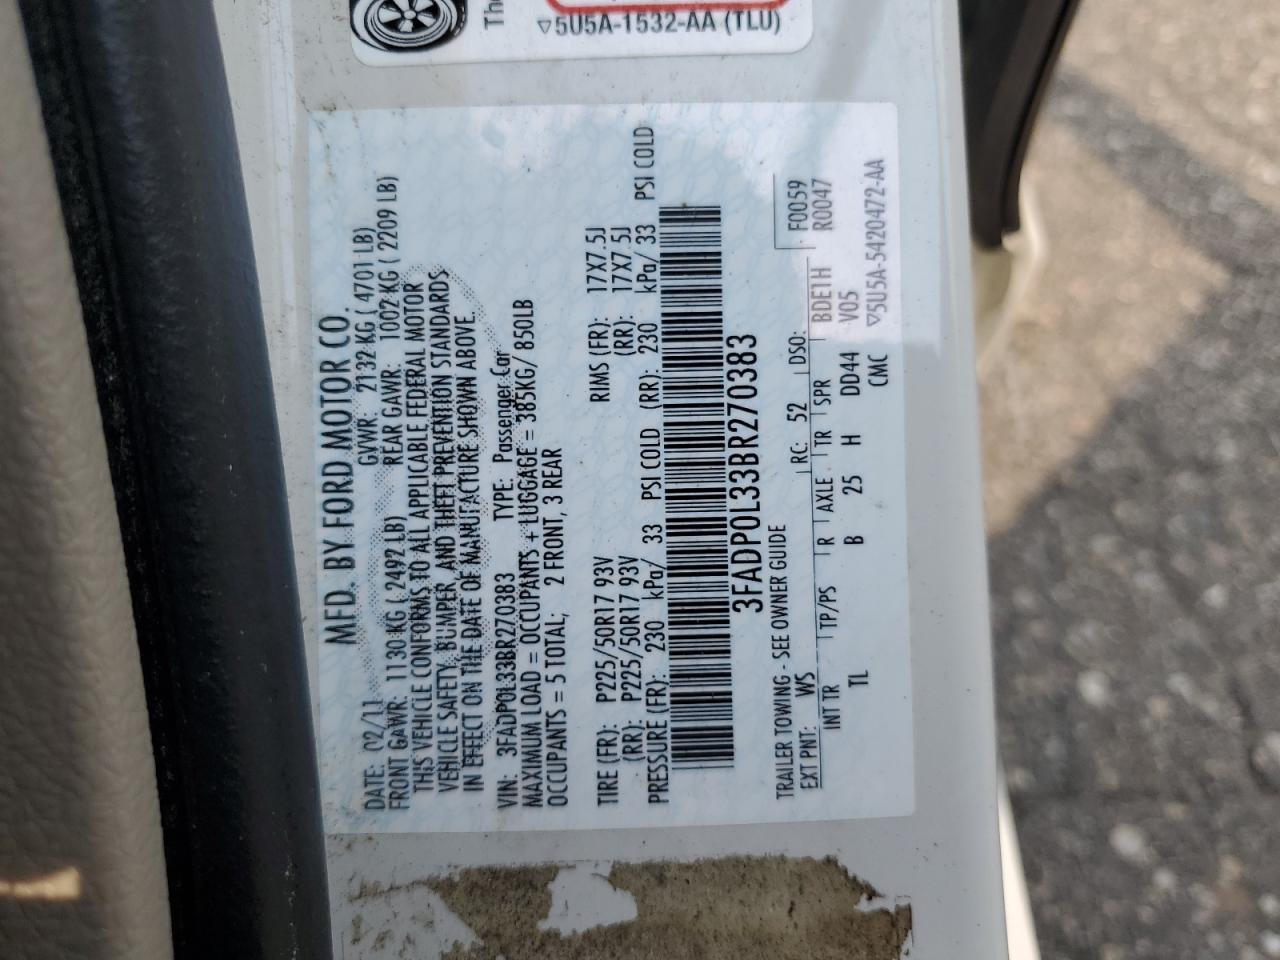 The
▽5U5A-1532-AA (TLU)
MFD. BY FORD MOTOR CO.
DATE: 02/11 GVWR: 2132 KG ( 4701 LB)
FRONT GAWR: 1130 KG ( 2492 LB) REAR GAWR: 1002 KG ( 2209 LB)
THIS VEHICLE CONFORMS TO ALL APPLICABLE FEDERAL MOTOR
VEHICLE SAFETY, BUMPER, AND THEFT PREVENTION STANDARDS
IN EFFECT ON THE DATE OF MANUFACTURE SHOWN ABOVE.
VIN: 3FADP0L33BR270383 TYPE: Passenger Car
MAXIMUM LOAD = OCCUPANTS + LUGGAGE = 385KG/ 850LB
OCCUPANTS = 5 TOTAL; 2 FRONT, 3 REAR
TIRE (FR): P225/50R17 93V RIMS (FR): 17X7.5J
(RR): P225/50R17 93V (RR): 17X7.5J
PRESSURE (FR): 230 kPa/ 33 PSI COLD (RR): 230 kPa/ 33 PSI COLD
3FADP0L33BR270383
TRAILER TOWING - SEE OWNER GUIDE F0059
EXT PNT: WS RC: 52 DSO: R0047
INT TR TP/PS R AXLE TR SPR BDE1H
TL B 25 H DD44 V05
CMC ▽5U5A-5420472-AA